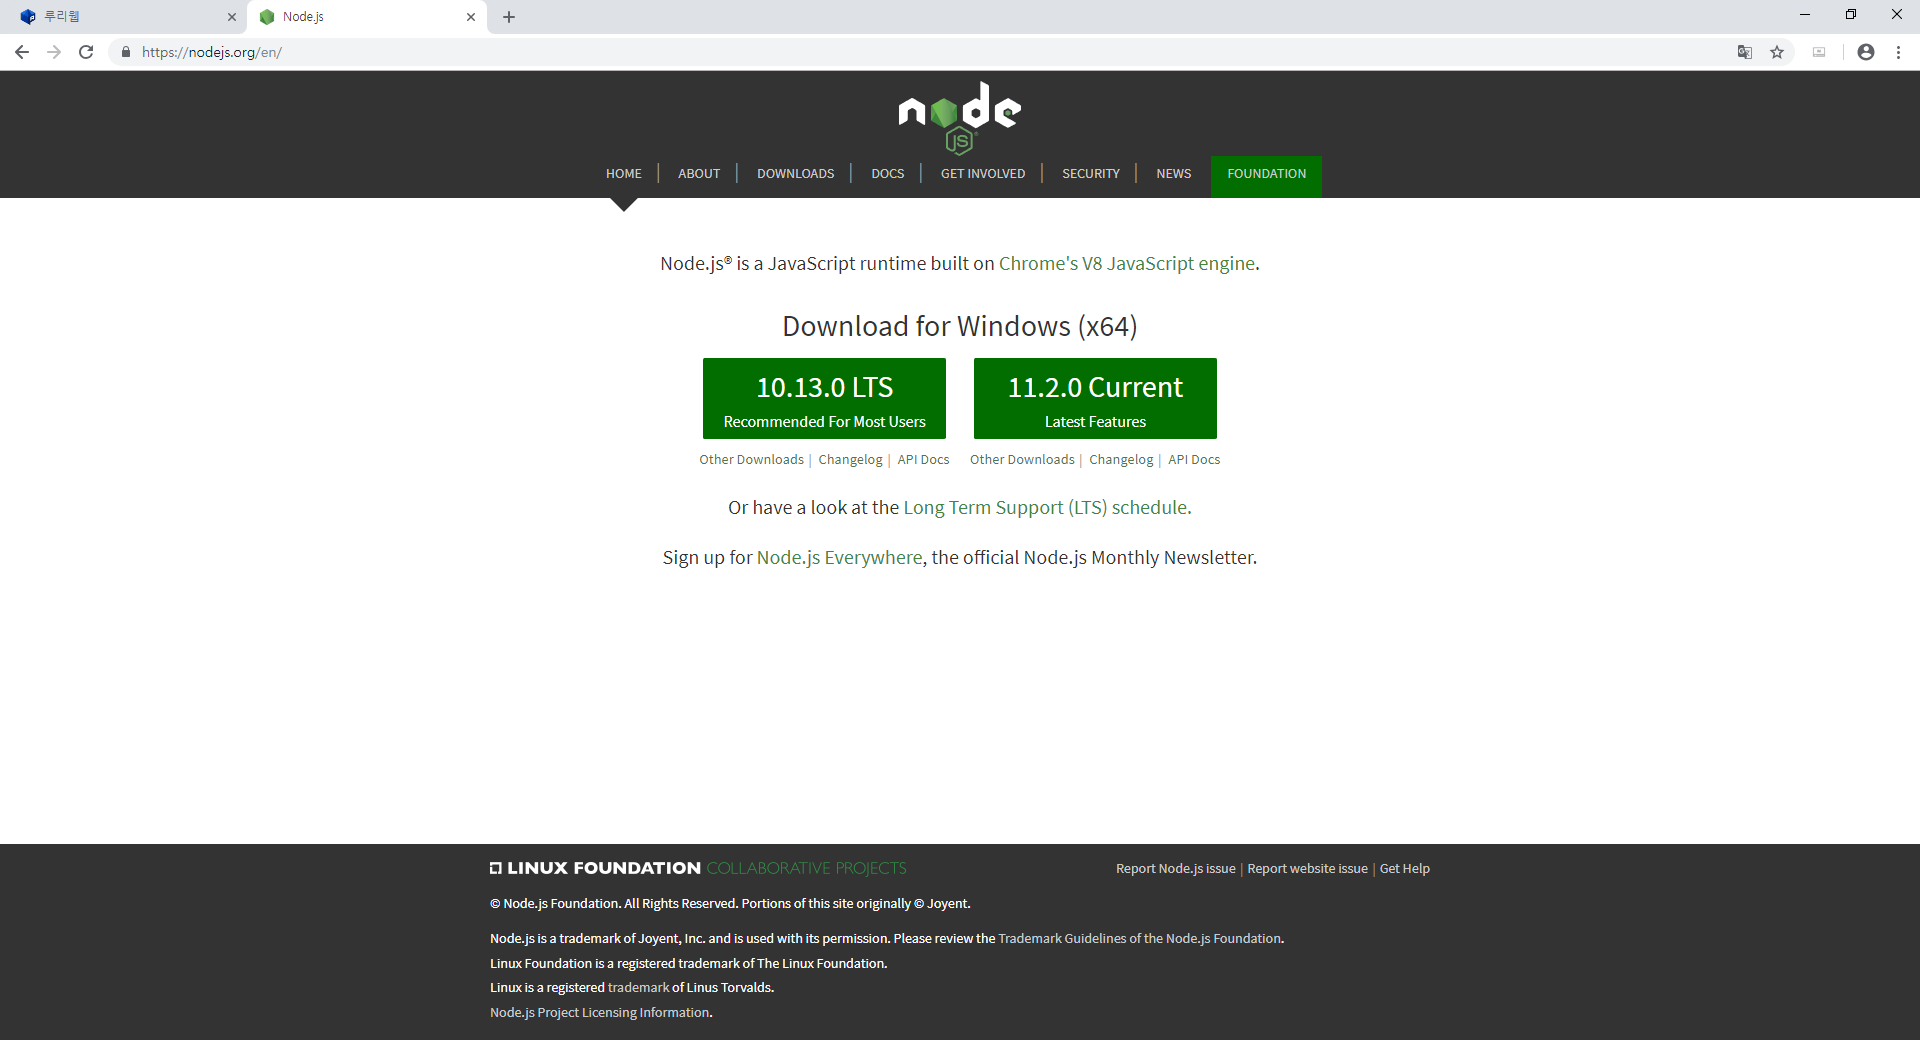 루리웹
Node.js
https://nodejs.org/en/
node
JS
HOME | ABOUT | DOWNLOADS | DOCS | GET INVOLVED | SECURITY | NEWS FOUNDATION
Node.js® is a JavaScript runtime built on Chrome's V8 JavaScript engine.
Download for Windows (x64)
10.13.0 LTS
Recommended For Most Users
11.2.0 Current
Latest Features
Other Downloads | Changelog | API Docs
Other Downloads | Changelog | API Docs
Or have a look at the Long Term Support (LTS) schedule.
Sign up for Node.js Everywhere, the official Node.js Monthly Newsletter.
LINUX FOUNDATION COLLABORATIVE PROJECTS
Report Node.js issue | Report website issue | Get Help
© Node.js Foundation. All Rights Reserved. Portions of this site originally © Joyent.
Node.js is a trademark of Joyent, Inc. and is used with its permission. Please review the Trademark Guidelines of the Node.js Foundation.
Linux Foundation is a registered trademark of The Linux Foundation.
Linux is a registered trademark of Linus Torvalds.
Node.js Project Licensing Information.